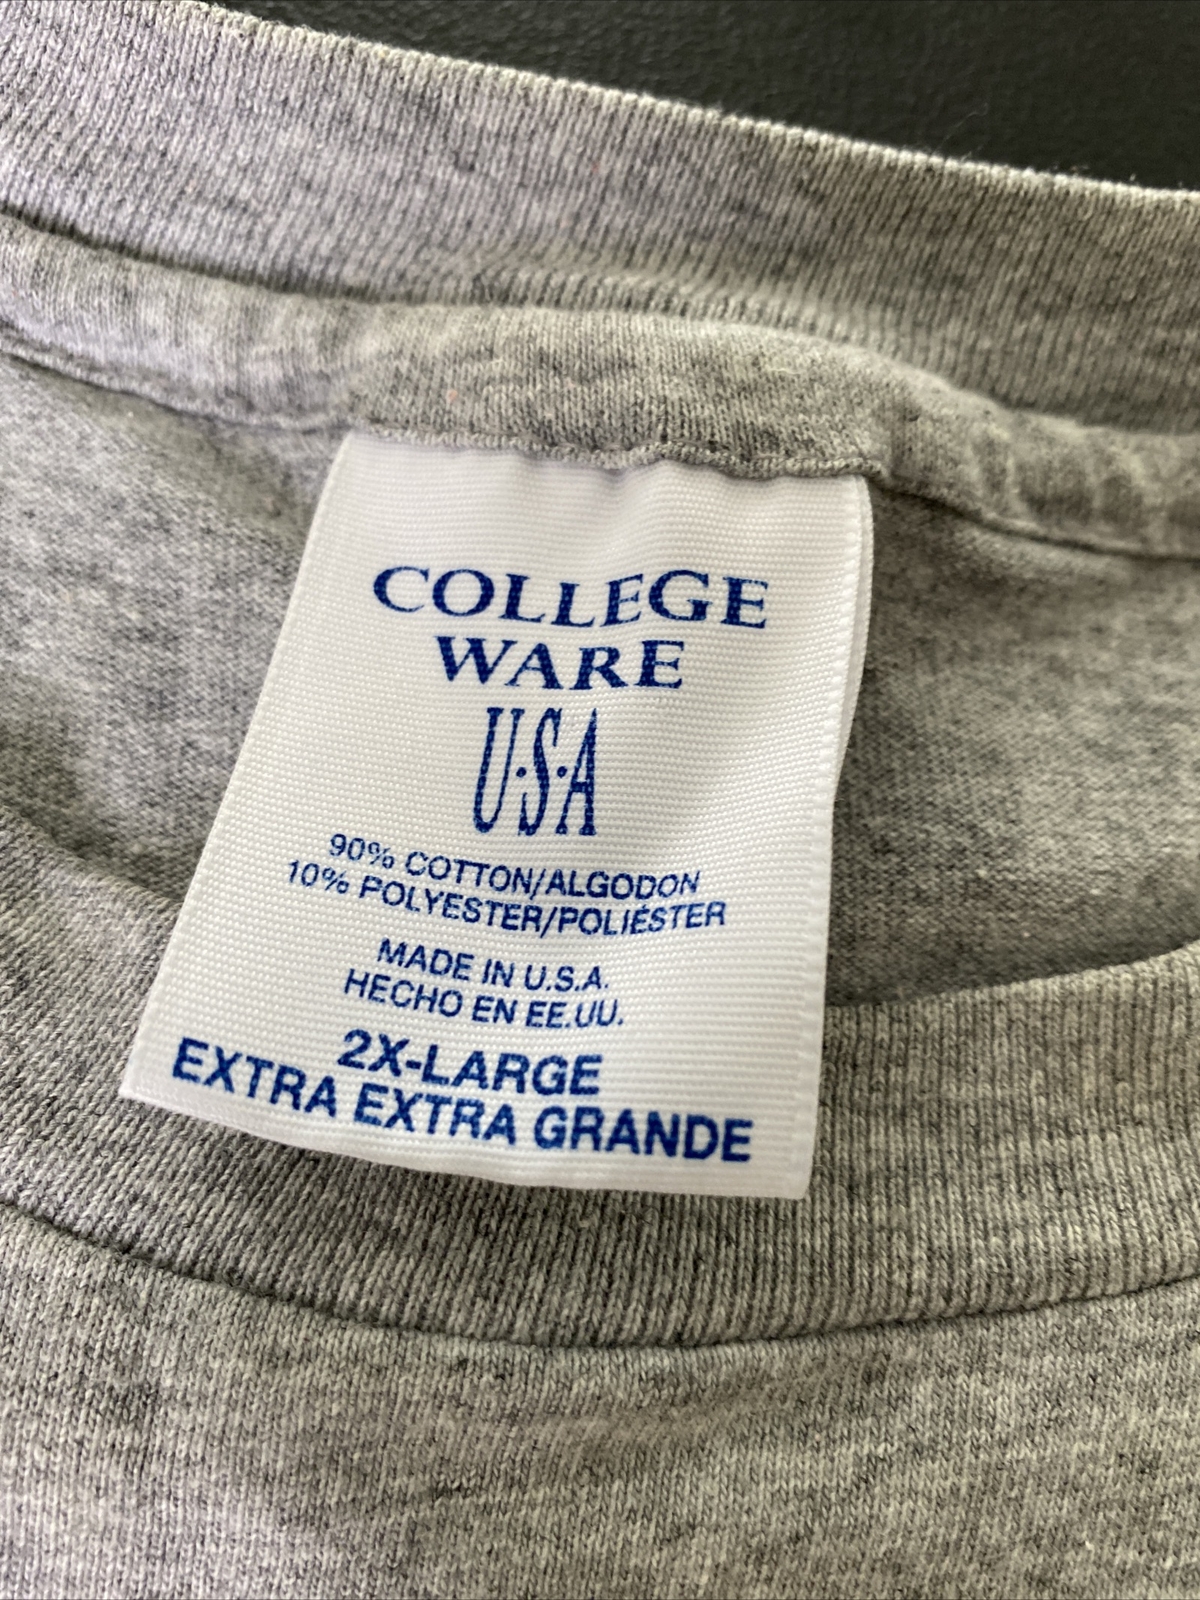 COLLEGE
WARE
U·S·A
90% COTTON/ALGODON
10% POLYESTER/POLIÉSTER
MADE IN U.S.A.
HECHO EN EE.UU.
2X-LARGE
EXTRA EXTRA GRANDE